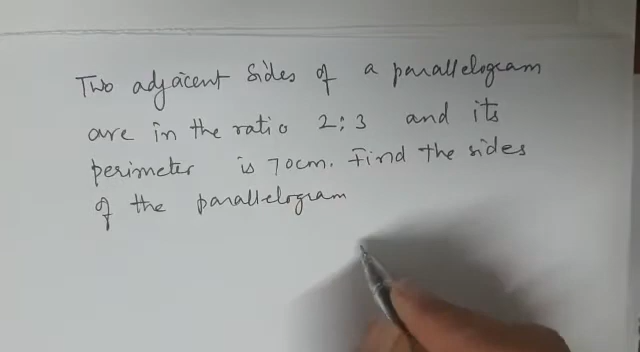 Two adjacent sides of a parallelogram
are in the ratio 2:3 and its
perimeter is 70cm. Find the sides
of the parallelogram